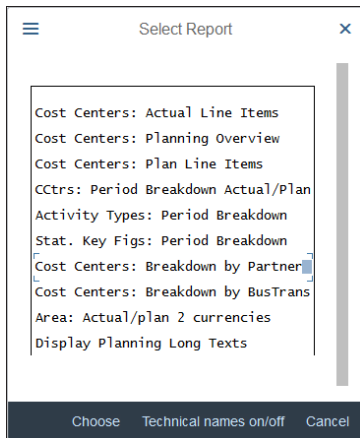 Select Report
Cost Centers: Actual Line Items
Cost Centers: Planning Overview
Cost Centers: Plan Line Items
CCtrs: Period Breakdown Actual/Plan
Activity Types: Period Breakdown
Stat. Key Figs: Period Breakdown
Cost Centers: Breakdown by Partner
Cost Centers: Breakdown by BusTrans
Area: Actual/plan 2 currencies
Display Planning Long Texts
Choose Technical names on/off Cancel